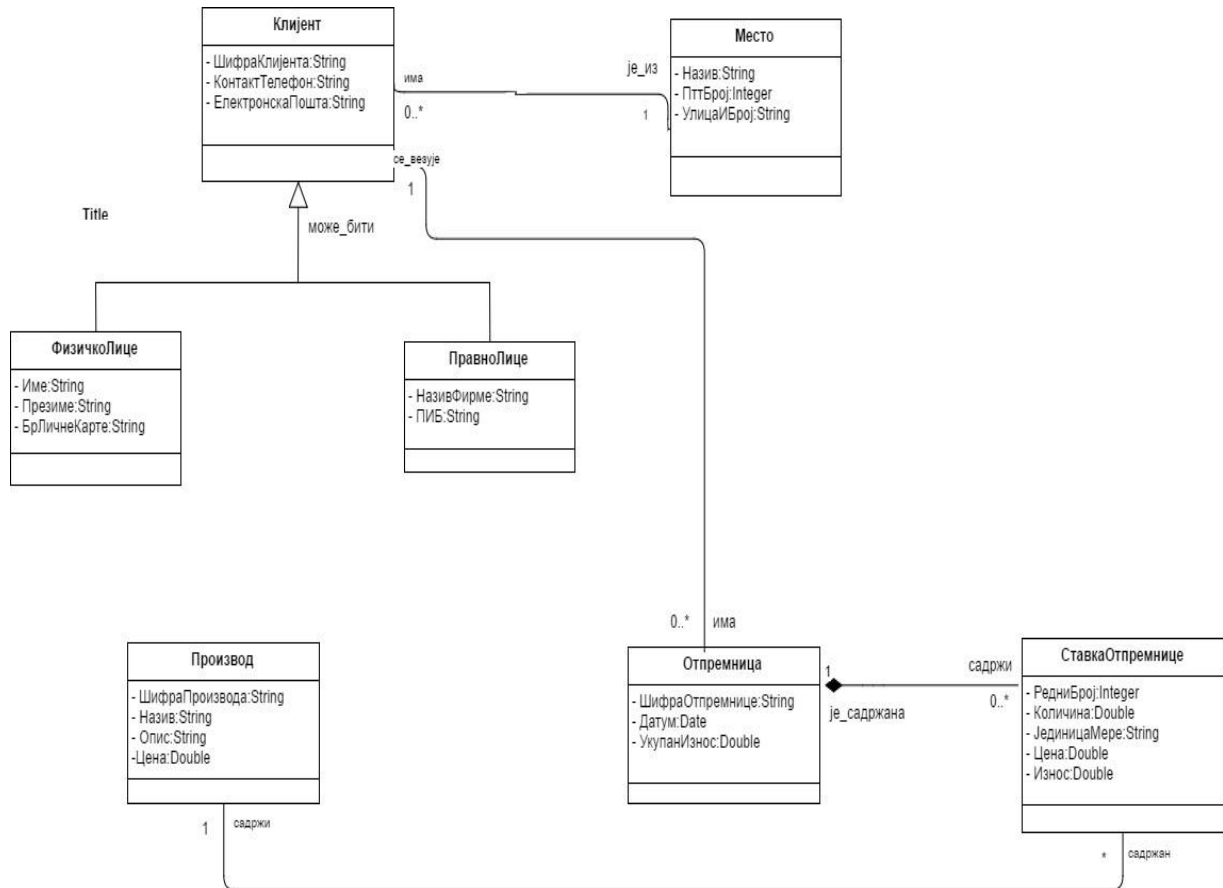 Клијент
- ШифраКлијента:String
- КонтактТелефон:String
- ЕлектронскаПошта:String
има
0..*
је_из
1
Место
- Назив:String
- ПттБрој:Integer
- УлицаИБрој:String
се_везује
1
Title
може_бити
ФизичкоЛице
- Име:String
- Презиме:String
- БрЛичнеКарте:String
ПравноЛице
- НазивФирме:String
- ПИБ:String
0..*
има
Производ
- ШифраПроизвода:String
- Назив:String
- Опис:String
-Цена:Double
1
садржи
Отпремница
- ШифраОтпремнице:String
- Датум:Date
- УкупанИзнос:Double
1
је_садржана
садржи
0..*
СтавкаОтпремнице
- РедниБрој:Integer
- Количина:Double
- ЈединицаМере:String
- Цена:Double
- Износ:Double
*
садржан